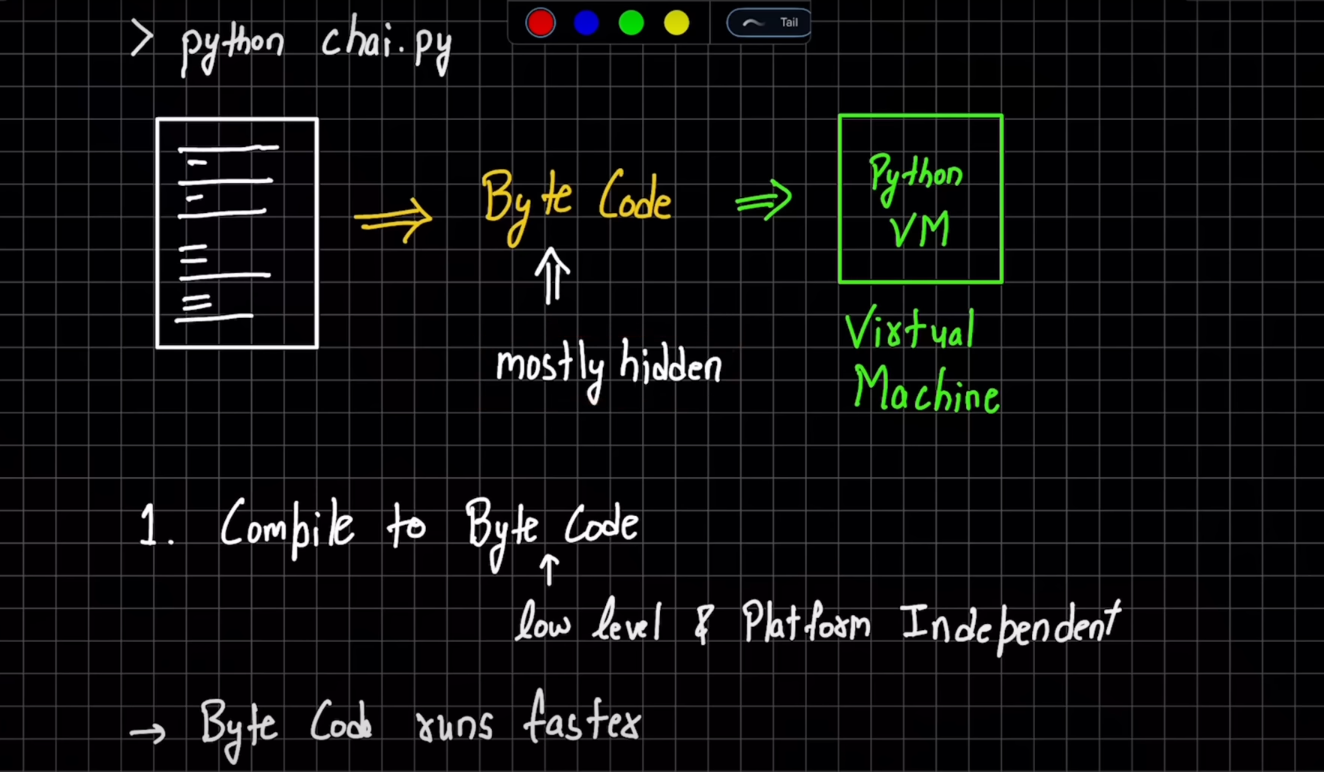 > python chai.py
Tail
Byte Code
Python
VM
mostly hidden
Virtual
Machine
1. Compile to Byte Code
low level & Platform Independent
→ Byte Code runs faster